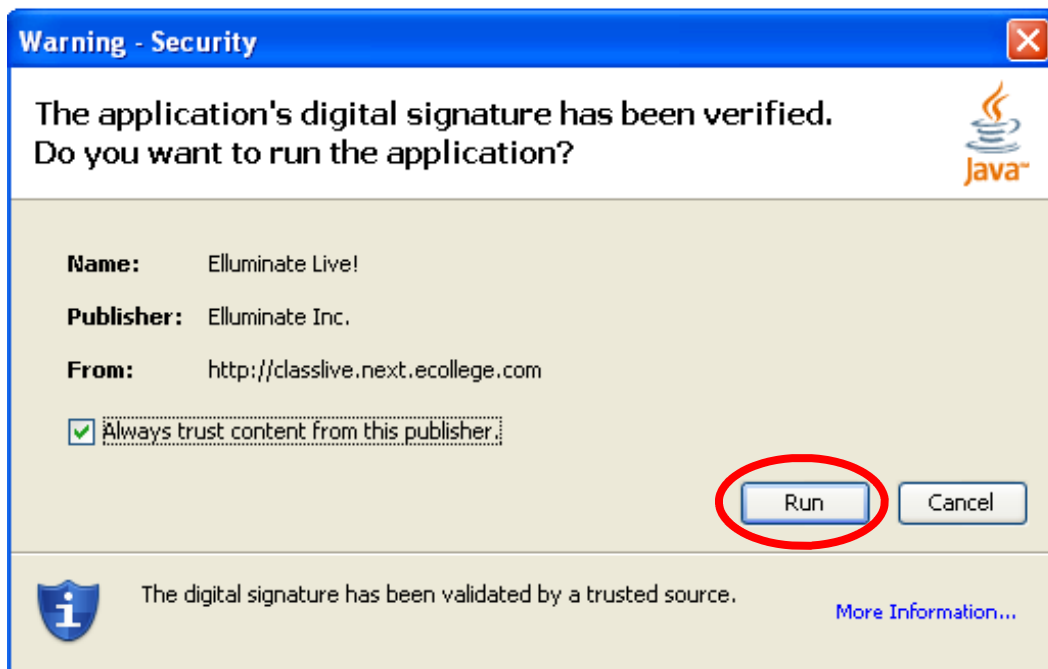 Warning - Security
The application's digital signature has been verified.
Do you want to run the application?
Java™
Name: Elluminate Live!
Publisher: Elluminate Inc.
From: http://classlive.next.ecollege.com
Always trust content from this publisher.
Run Cancel
The digital signature has been validated by a trusted source.
More Information...